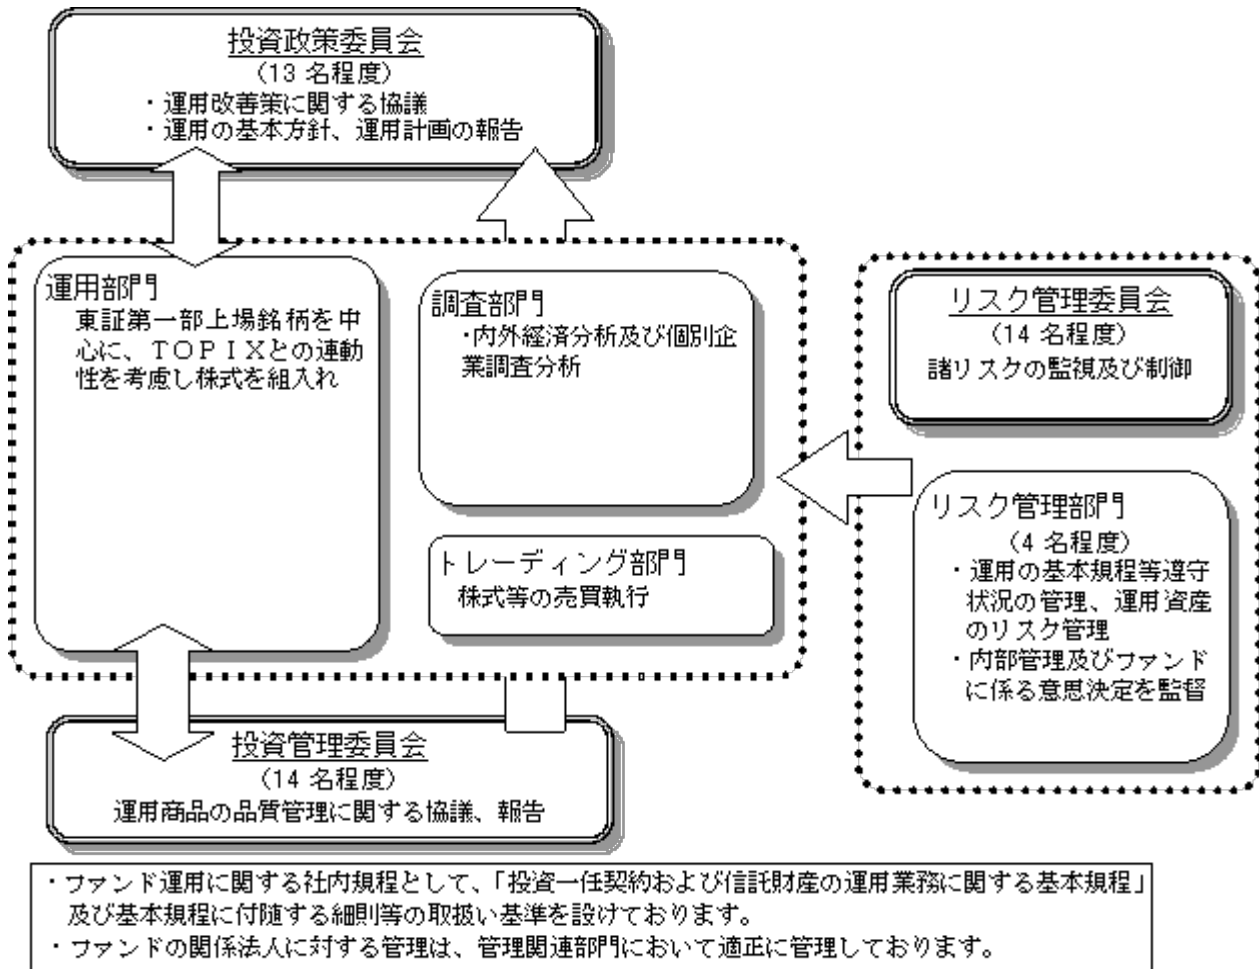 投資政策委員会
（13 名程度）
・運用改善策に関する協議
・運用の基本方針、運用計画の報告
運用部門
東証第一部上場銘柄を中
心に、ＴＯＰＩＸとの連動
性を考慮し株式を組入れ
調査部門
・内外経済分析及び個別企
業調査分析
トレーディング部門
株式等の売買執行
リスク管理委員会
（14 名程度）
諸リスクの監視及び制御
リスク管理部門
（4 名程度）
・運用の基本規程等遵守
状況の管理、運用資産
のリスク管理
・内部管理及びファンド
に係る意思決定を監督
投資管理委員会
（14 名程度）
運用商品の品質管理に関する協議、報告
・ファンド運用に関する社内規程として、「投資一任契約および信託財産の運用業務に関する基本規程」
及び基本規程に付随する細則等の取扱い基準を設けております。
・ファンドの関係法人に対する管理は、管理関連部門において適正に管理しております。